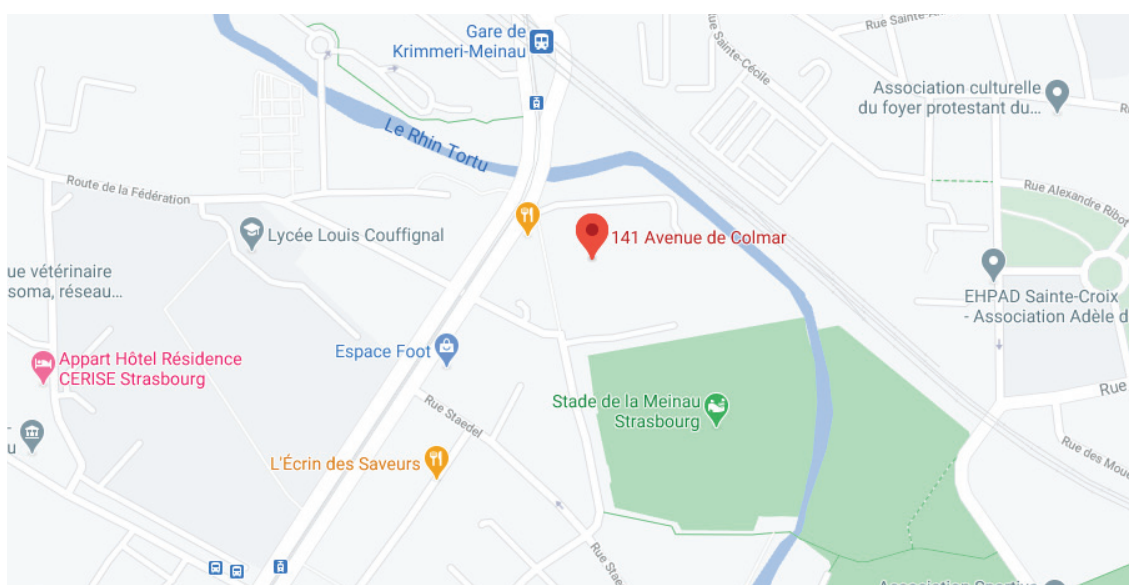 Gare de
Krimmeri-Meinau
Rue Sainte-Cécile
Association culturelle
du foyer protestant du...
Le Rhin Tortu
Route de la Fédération
Rue Alexandre Ribot
Lycée Louis Couffignal
141 Avenue de Colmar
ue vétérinaire
soma, réseau...
EHPAD Sainte-Croix
- Association Adèle d
Espace Foot
Appart Hôtel Résidence
CERISE Strasbourg
Rue
Stade de la Meinau
Strasbourg
Rue Staedel
L'Écrin des Saveurs
Rue des Moue
Rue Stae